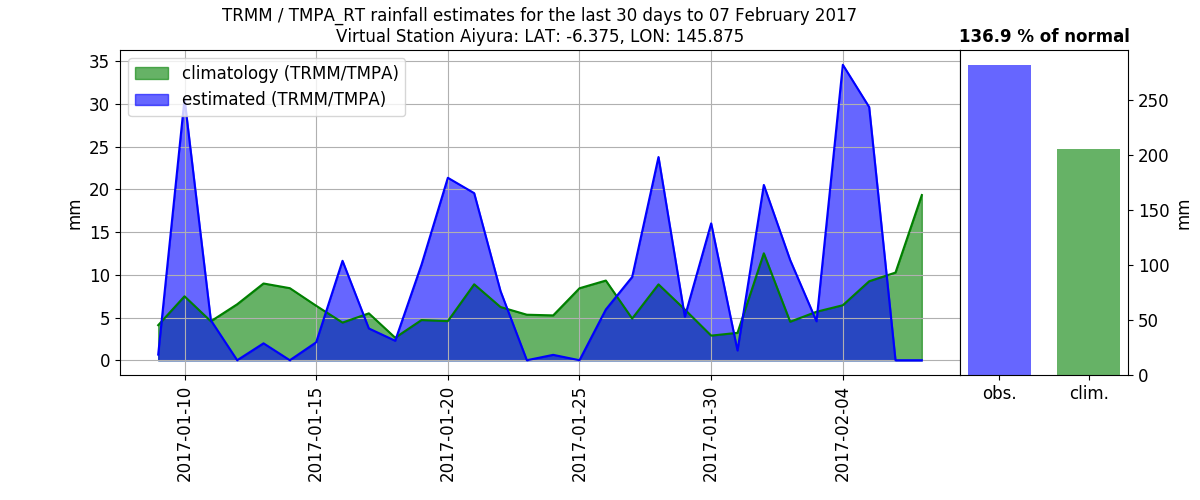 TRMM / TMPA_RT rainfall estimates for the last 30 days to 07 February 2017
Virtual Station Aiyura: LAT: -6.375, LON: 145.875
136.9 % of normal
climatology (TRMM/TMPA)
estimated (TRMM/TMPA)
35
30
25
20
15
10
5
0
mm
2017-01-10
2017-01-15
2017-01-20
2017-01-25
2017-01-30
2017-02-04
250
200
150
100
50
0
mm
obs.
clim.